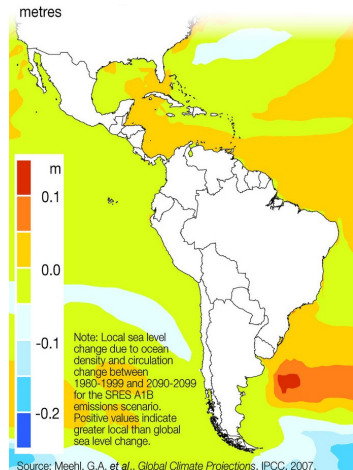 metres
m
0.1
0.0
-0.1
-0.2
Note: Local sea level
change due to ocean
density and circulation
change between
1980-1999 and 2090-2099
for the SRES A1B
emissions scenario.
Positive values indicate
greater local than global
sea level change.
Source: Meehl, G.A. et al., Global Climate Projections, IPCC, 2007.